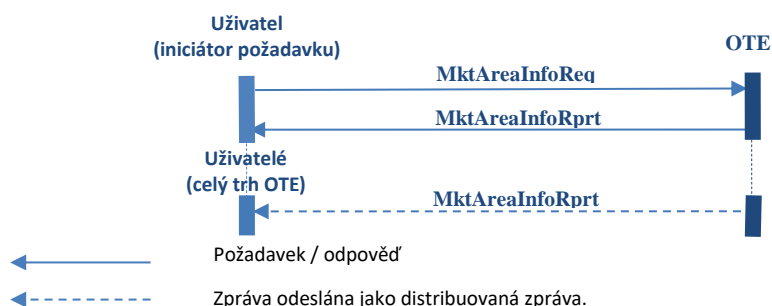 Uživatel
(iniciátor požadavku)
OTE
MktAreaInfoReq
MktAreaInfoRprt
Uživatelé
(celý trh OTE)
MktAreaInfoRprt
Požadavek / odpověď
Zpráva odeslána jako distribuovaná zpráva.